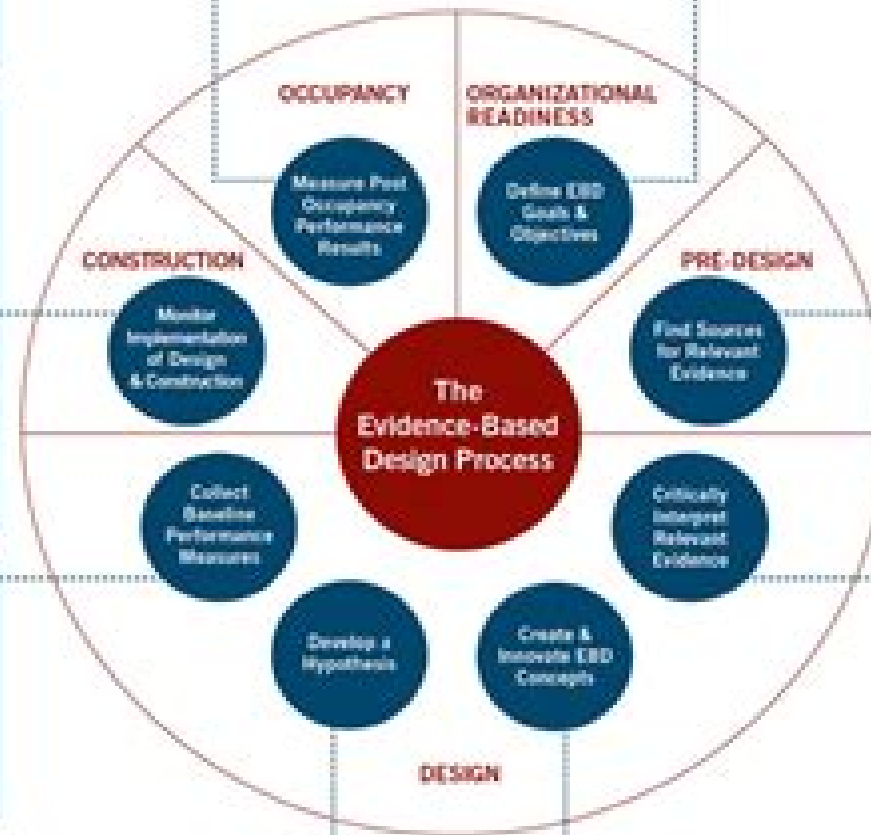 OCCUPANCY
Measure Post
Occupancy
Performance
Results
ORGANIZATIONAL
READINESS
Define EBD
Goals &
Objectives
PRE-DESIGN
Find Sources
for Relevant
Evidence
Critically
Interpret
Relevant
Evidence
Create &
Innovate EBD
Concepts
DESIGN
Develop a
Hypothesis
Collect
Baseline
Performance
Measures
CONSTRUCTION
Monitor
Implementation
of Design
& Construction
The
Evidence-Based
Design Process